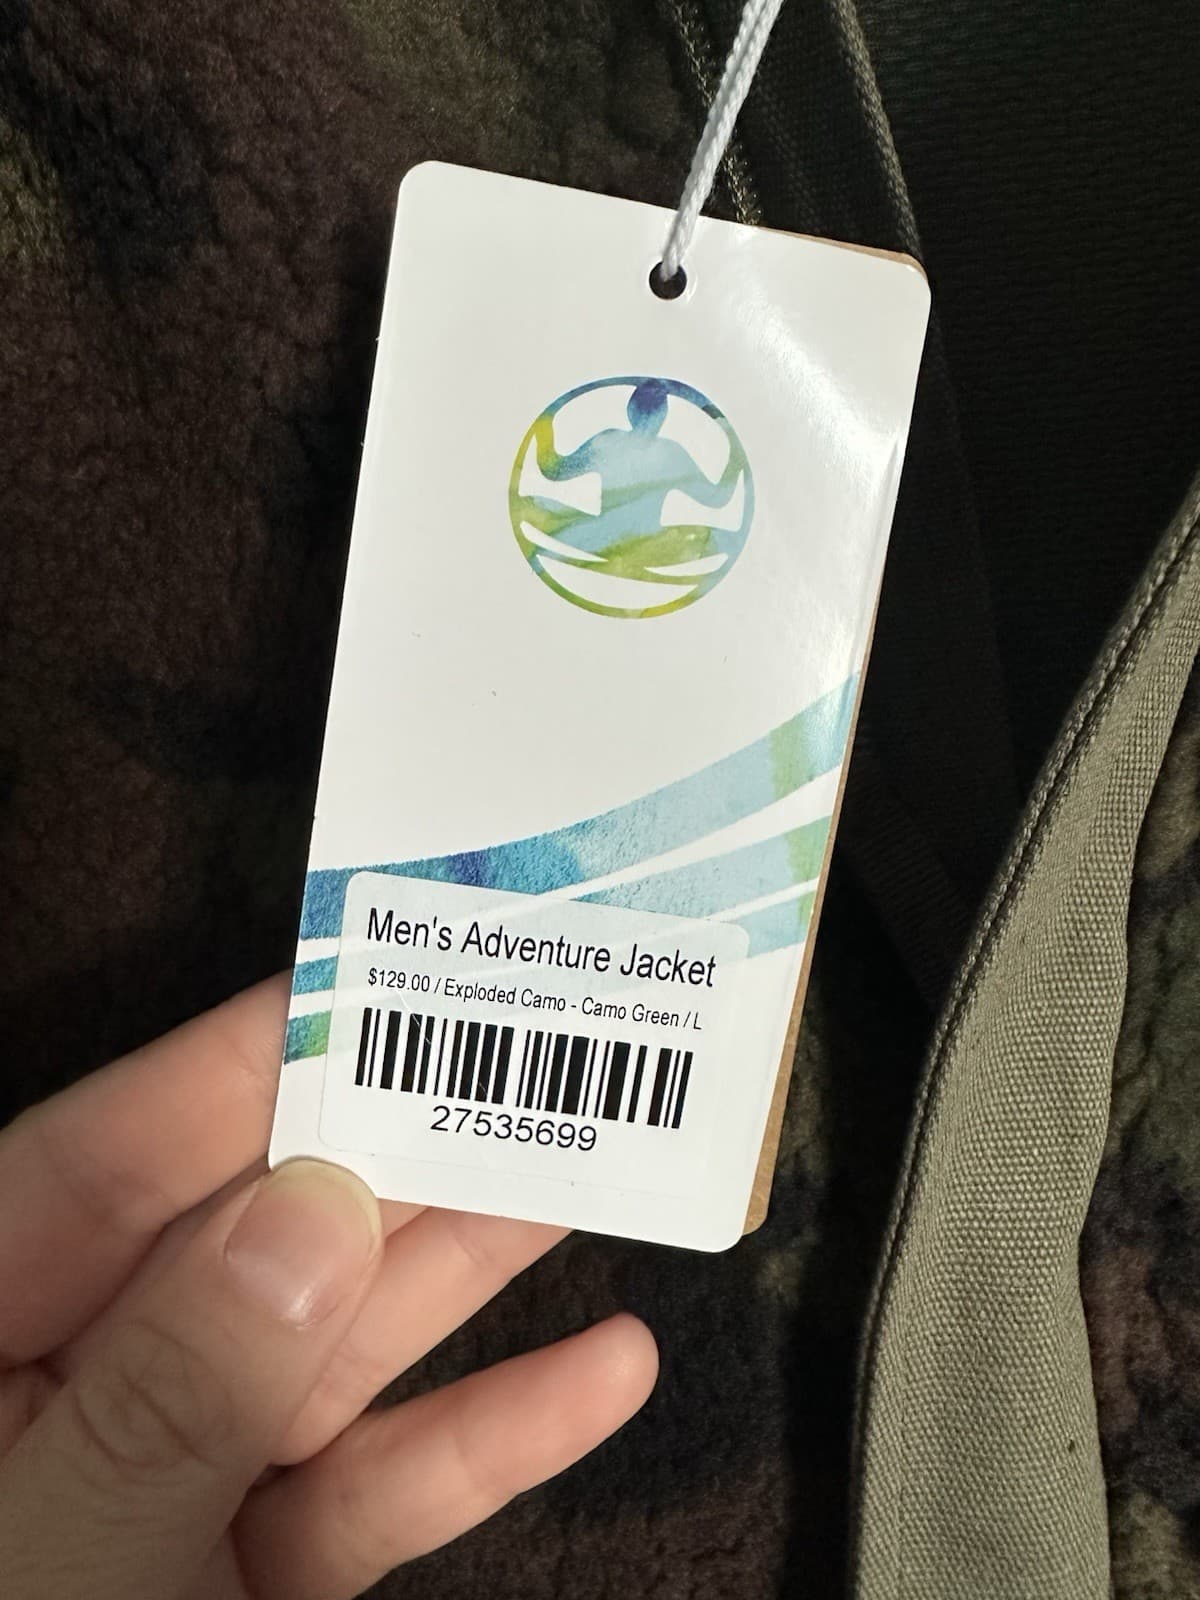 Men's Adventure Jacket
$129.00 / Exploded Camo - Camo Green / L
27535699